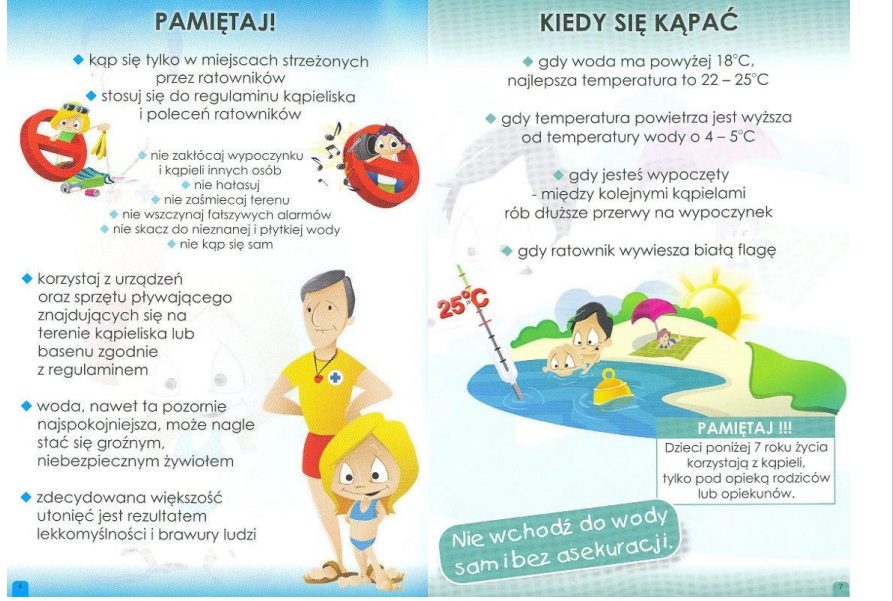 PAMIĘTAJ!
◆ kąp się tylko w miejscach strzeżonych
przez ratowników
◆ stosuj się do regulaminu kąpieliska
i poleceń ratowników
◆ nie zakłócaj wypoczynku
i kąpieli innych osób
◆ nie hałasuj
◆ nie zaśmiecaj terenu
◆ nie wszczynaj fałszywych alarmów
◆ nie skacz do nieznanej i płytkiej wody
◆ nie kąp się sam
◆ korzystaj z urządzeń
oraz sprzętu pływającego
znajdujących się na
terenie kąpieliska lub
basenu zgodnie
z regulaminem
◆ woda, nawet ta pozornie
najspokojniejsza, może nagle
stać się groźnym,
niebezpiecznym żywiołem
◆ zdecydowana większość
utonięć jest rezultatem
lekkomyślności i brawury ludzi
KIEDY SIĘ KĄPAĆ
◆ gdy woda ma powyżej 18°C,
najlepsza temperatura to 22 – 25°C
◆ gdy temperatura powietrza jest wyższa
od temperatury wody o 4 – 5°C
◆ gdy jesteś wypoczęty
- między kolejnymi kąpielami
rób dłuższe przerwy na wypoczynek
◆ gdy ratownik wywiesza białą flagę
25°C
PAMIĘTAJ !!!
Dzieci poniżej 7 roku życia
korzystają z kąpieli,
tylko pod opieką rodziców
lub opiekunów.
Nie wchodź do wody
sam i bez asekuracji.
7